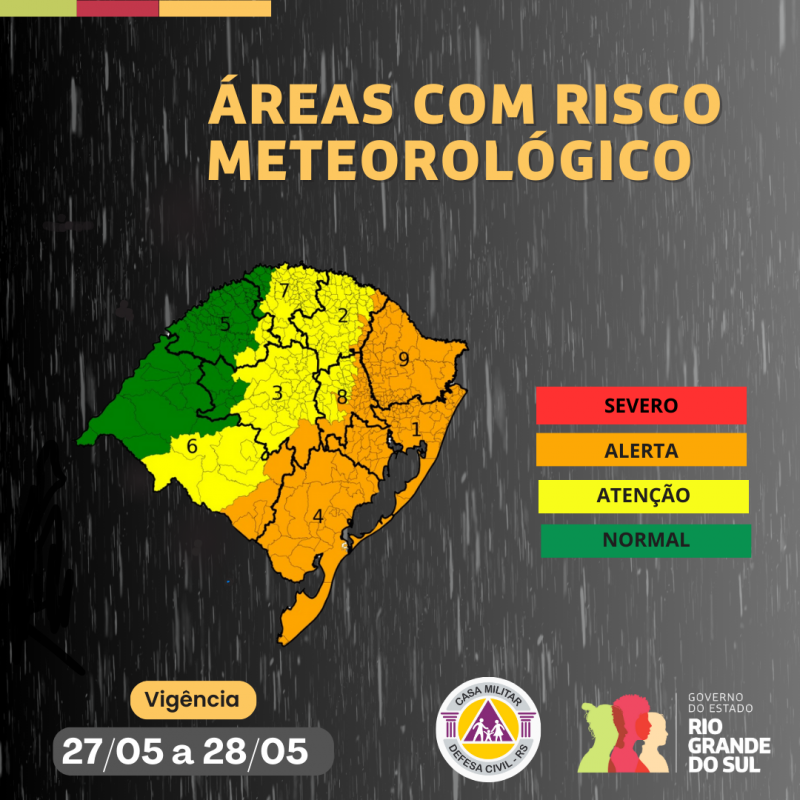 ÁREAS COM RISCO
METEOROLÓGICO
7
5
2
9
3
8
1
6
4
SEVERO
ALERTA
ATENÇÃO
NORMAL
Vigência
27/05 a 28/05
CASA MILITAR
DEFESA CIVIL - RS
GOVERNO
DO ESTADO
RIO
GRANDE
DO SUL